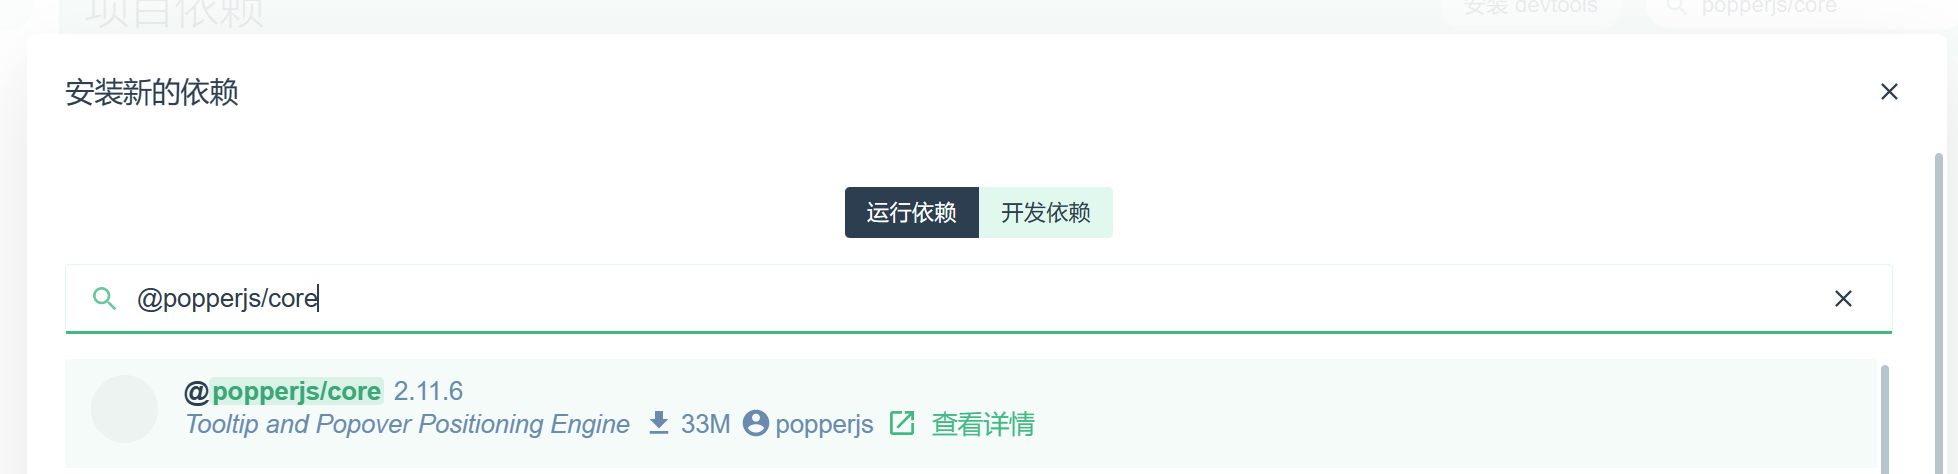 项目依赖
安装 devtools
popperjs/core
安装新的依赖
运行依赖 开发依赖
@popperjs/core
@popperjs/core 2.11.6
Tooltip and Popover Positioning Engine 33M popperjs 查看详情